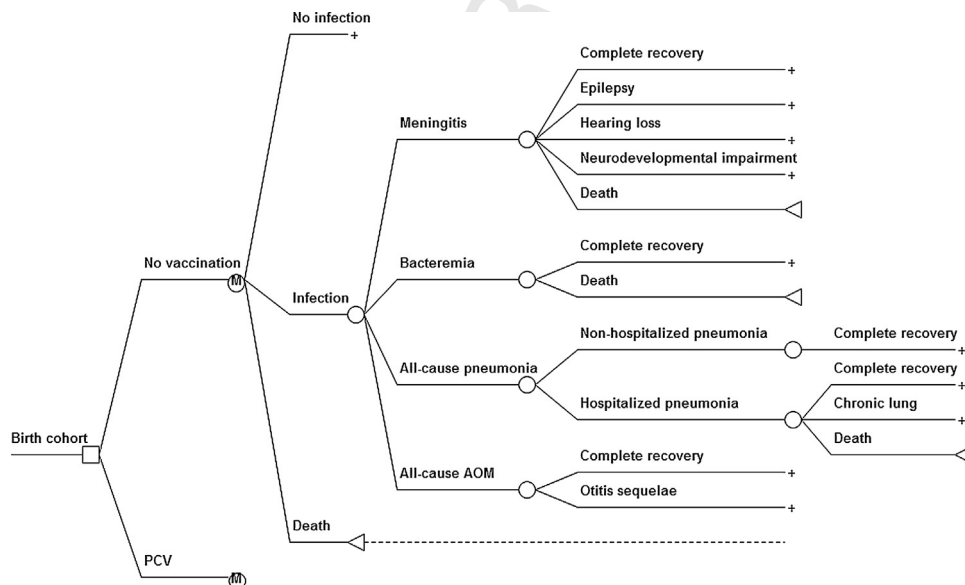 No infection
+
Complete recovery
+
Epilepsy
+
Meningitis
Hearing loss
+
Neurodevelopmental impairment
+
Death
No vaccination
M
Bacteremia
Complete recovery
+
Death
Infection
All-cause pneumonia
Non-hospitalized pneumonia
Complete recovery
+
Hospitalized pneumonia
Complete recovery
+
Chronic lung
+
Death
Birth cohort
All-cause AOM
Complete recovery
+
Otitis sequelae
+
Death
PCV
M